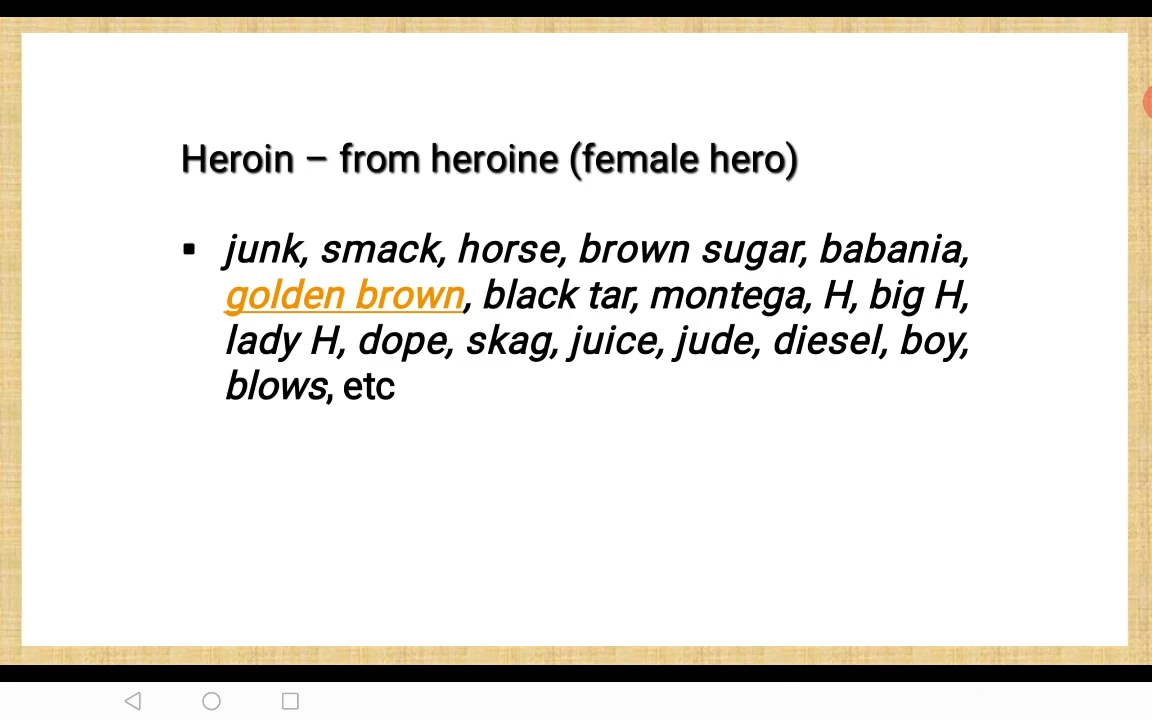 Heroin – from heroine (female hero)
▪ junk, smack, horse, brown sugar, babania,
golden brown, black tar, montega, H, big H,
lady H, dope, skag, juice, jude, diesel, boy,
blows, etc